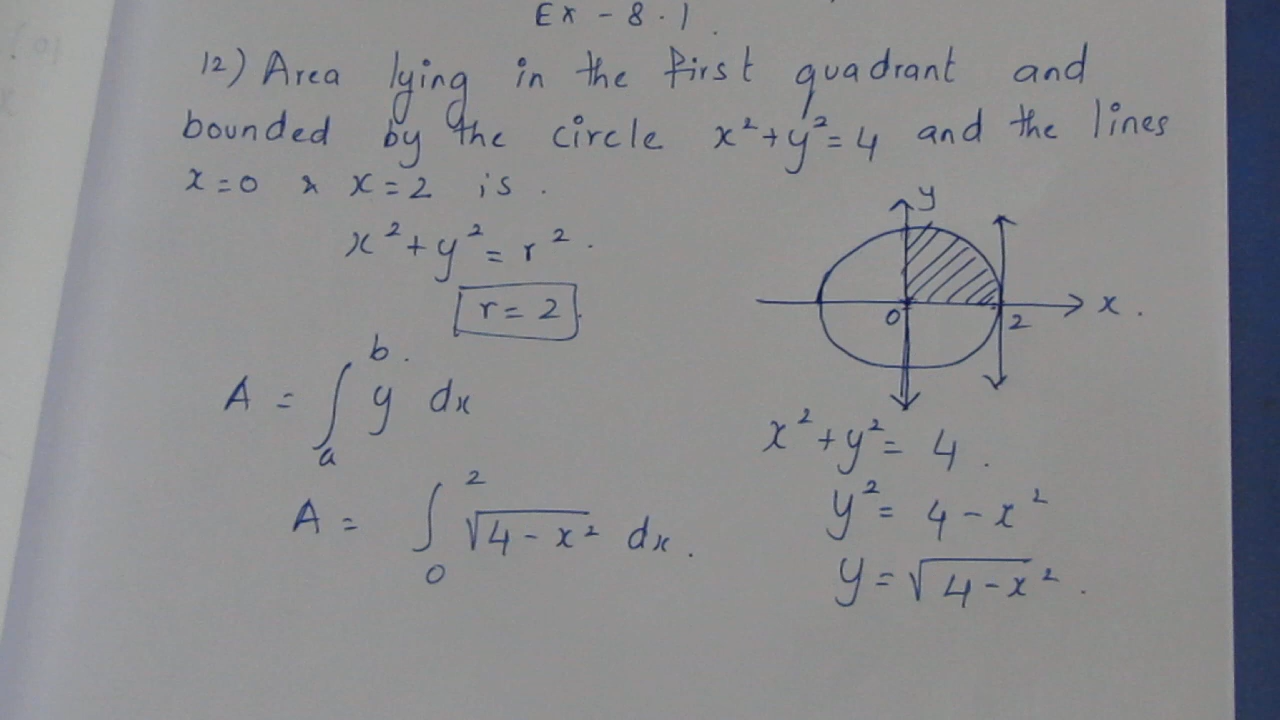 Ex - 8.1
12) Area lying in the first quadrant and
bounded by the circle x²+y²=4 and the lines
x=0 & x=2 is.
x²+y²=r².
r=2
y
0
2
x.
b.
A = ∫ y dx
a
x²+y²=4.
2
A = ∫ √4-x² dx.
0
y²=4-x²
y=√4-x².